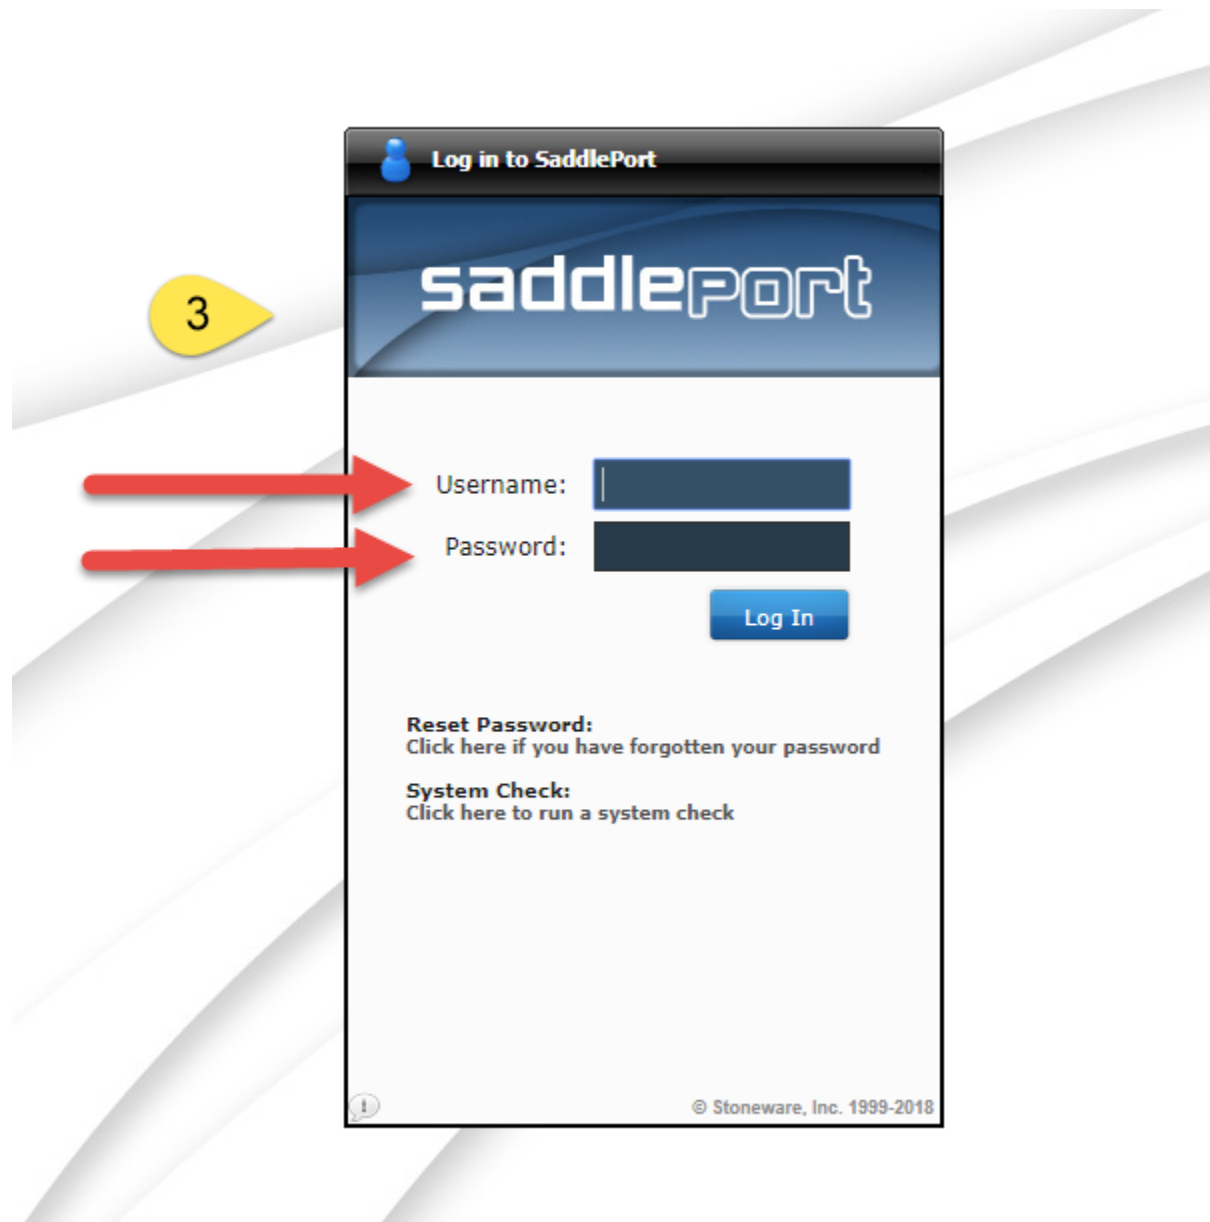 Log in to SaddlePort
saddleport
3
Username:
Password:
Log In
Reset Password:
Click here if you have forgotten your password
System Check:
Click here to run a system check
! © Stoneware, Inc. 1999-2018